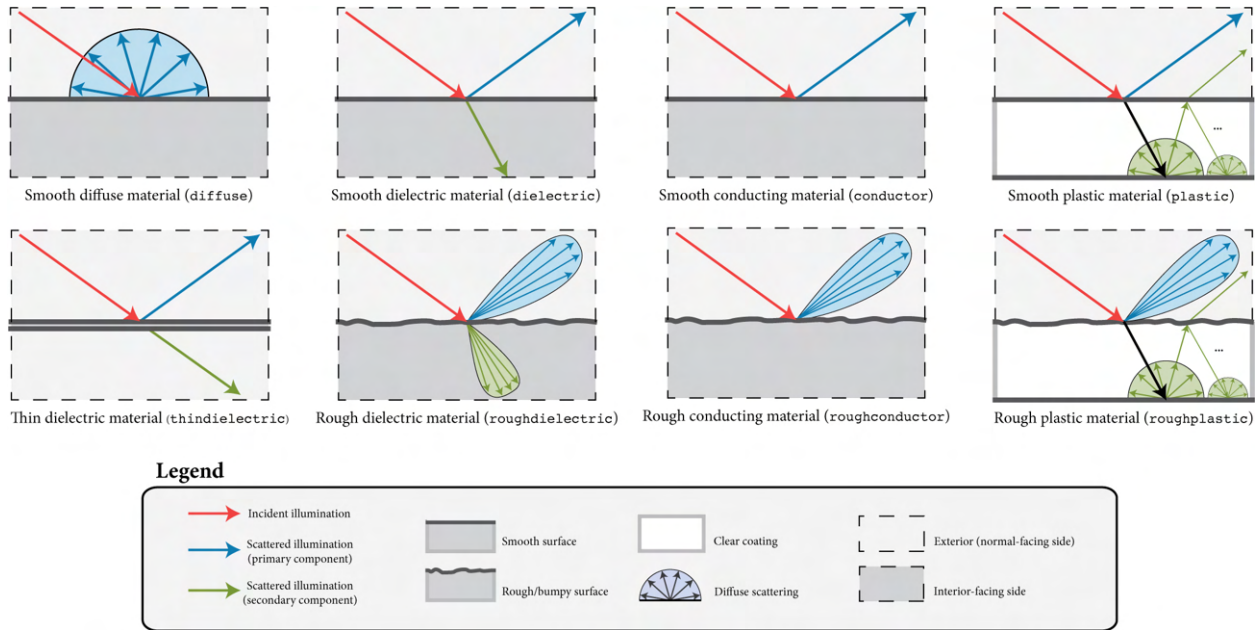 ...
Smooth diffuse material (diffuse)
Smooth dielectric material (dielectric)
Smooth conducting material (conductor)
Smooth plastic material (plastic)
...
Thin dielectric material (thindielectric)
Rough dielectric material (roughdielectric)
Rough conducting material (roughconductor)
Rough plastic material (roughplastic)
Legend
Incident illumination
Scattered illumination
(primary component)
Scattered illumination
(secondary component)
Smooth surface
Rough/bumpy surface
Clear coating
Diffuse scattering
Exterior (normal-facing side)
Interior-facing side